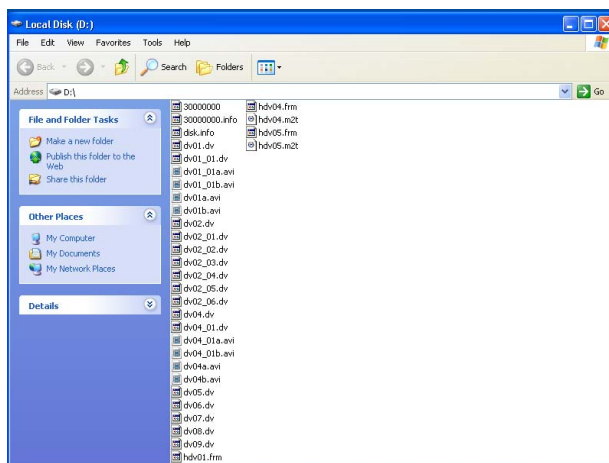 Local Disk (D:)
File Edit View Favorites Tools Help
Back Search Folders
Address D:\ Go
File and Folder Tasks
Make a new folder
Publish this folder to the
Web
Share this folder
Other Places
My Computer
My Documents
My Network Places
Details
30000000
30000000.info
disk.info
dv01.dv
dv01_01.dv
dv01_01a.avi
dv01_01b.avi
dv01a.avi
dv01b.avi
dv02.dv
dv02_01.dv
dv02_02.dv
dv02_03.dv
dv02_04.dv
dv02_05.dv
dv02_06.dv
dv04.dv
dv04_01.dv
dv04_01a.avi
dv04_01b.avi
dv04a.avi
dv04b.avi
dv05.dv
dv06.dv
dv07.dv
dv08.dv
dv09.dv
hdv01.frm
hdv04.frm
hdv04.m2t
hdv05.frm
hdv05.m2t